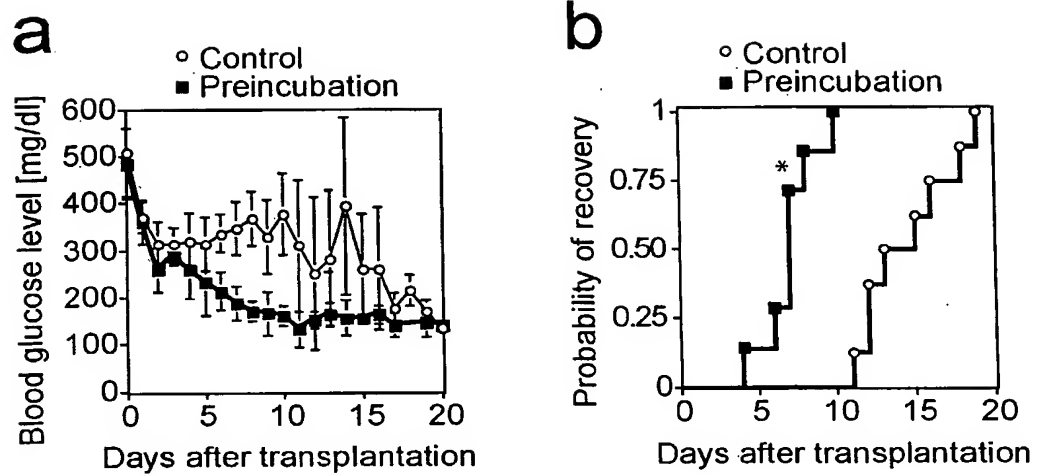 a
Control
Preincubation
Blood glucose level [mg/dl]
600
500
400
300
200
100
0
0 5 10 15 20
Days after transplantation
b
Control
Preincubation
Probability of recovery
1
0.75
0.50
0.25
0
*
0 5 10 15 20
Days after transplantation